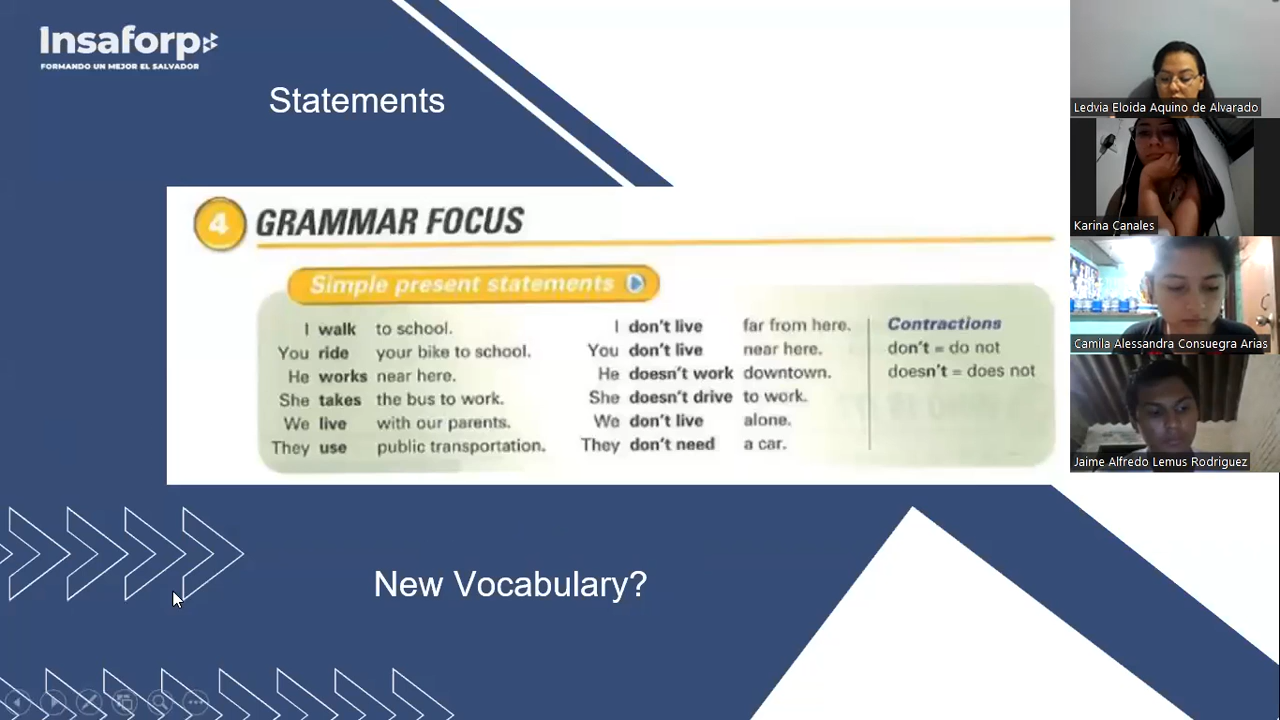 Insaforp
FORMANDO UN MEJOR EL SALVADOR
Statements
4 GRAMMAR FOCUS
Simple present statements
I walk to school.
You ride your bike to school.
He works near here.
She takes the bus to work.
We live with our parents.
They use public transportation.
I don't live far from here.
You don't live near here.
He doesn't work downtown.
She doesn't drive to work.
We don't live alone.
They don't need a car.
Contractions
don't = do not
doesn't = does not
New Vocabulary?
Ledvia Eloida Aquino de Alvarado
Karina Canales
Camila Alessandra Consuegra Arias
Jaime Alfredo Lemus Rodriguez